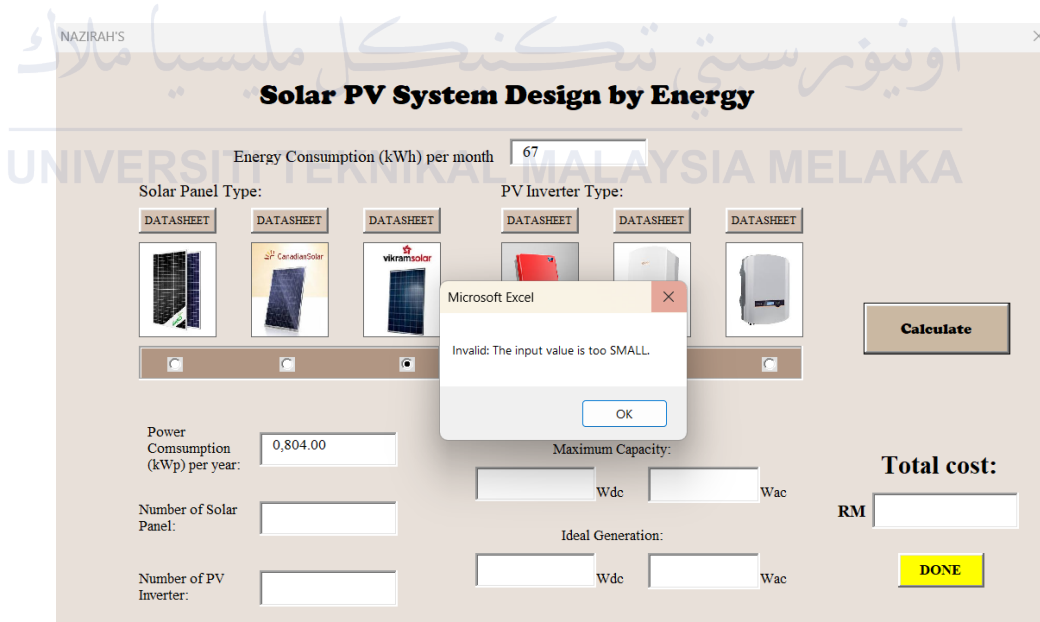 اونيورسيتي تيكنيكل مليسيا ملاك
NAZIRAH'S
Solar PV System Design by Energy
UNIVERSITI TEKNIKAL MALAYSIA MELAKA
Energy Consumption (kWh) per month 67
Solar Panel Type: PV Inverter Type:
DATASHEET DATASHEET DATASHEET DATASHEET DATASHEET DATASHEET
CanadianSolar vikramsolar
Microsoft Excel
Invalid: The input value is too SMALL.
OK
Calculate
Power
Comsumption
(kWp) per year:
0,804.00
Maximum Capacity:
Wdc Wac
Total cost:
RM
Number of Solar
Panel:
Ideal Generation:
Wdc Wac
DONE
Number of PV
Inverter: